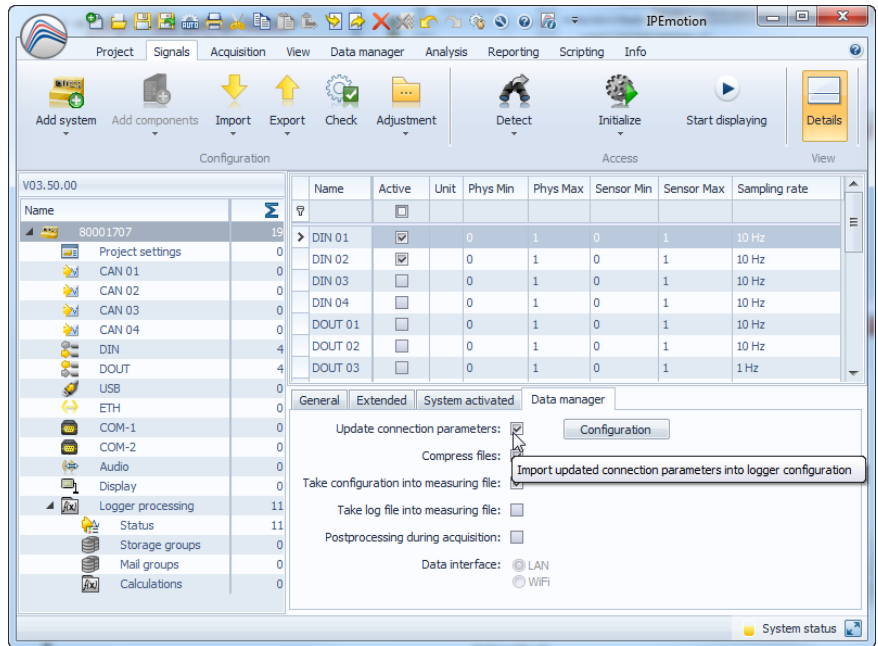 AUTO IPEmotion
Project Signals Acquisition View Data manager Analysis Reporting Scripting Info
Add system Add components Import Export Check Adjustment Detect Initialize Start displaying Details
Configuration Access View
V03.50.00
Name Σ
80001707 19
Project settings 0
CAN 01 0
CAN 02 0
CAN 03 0
CAN 04 0
DIN 4
DOUT 4
USB 0
ETH 0
COM-1 0
COM-2 0
Audio 0
Display 0
Logger processing 11
Status 11
Storage groups 0
Mail groups 0
Calculations 0
Name Active Unit Phys Min Phys Max Sensor Min Sensor Max Sampling rate
DIN 01 0 1 0 1 10 Hz
DIN 02 0 1 0 1 10 Hz
DIN 03 0 1 0 1 10 Hz
DIN 04 0 1 0 1 10 Hz
DOUT 01 0 1 0 1 10 Hz
DOUT 02 0 1 0 1 10 Hz
DOUT 03 0 1 0 1 1 Hz
General Extended System activated Data manager
Update connection parameters: Configuration
Compress files:
Import updated connection parameters into logger configuration
Take configuration into measuring file:
Take log file into measuring file:
Postprocessing during acquisition:
Data interface: LAN
WiFi
System status